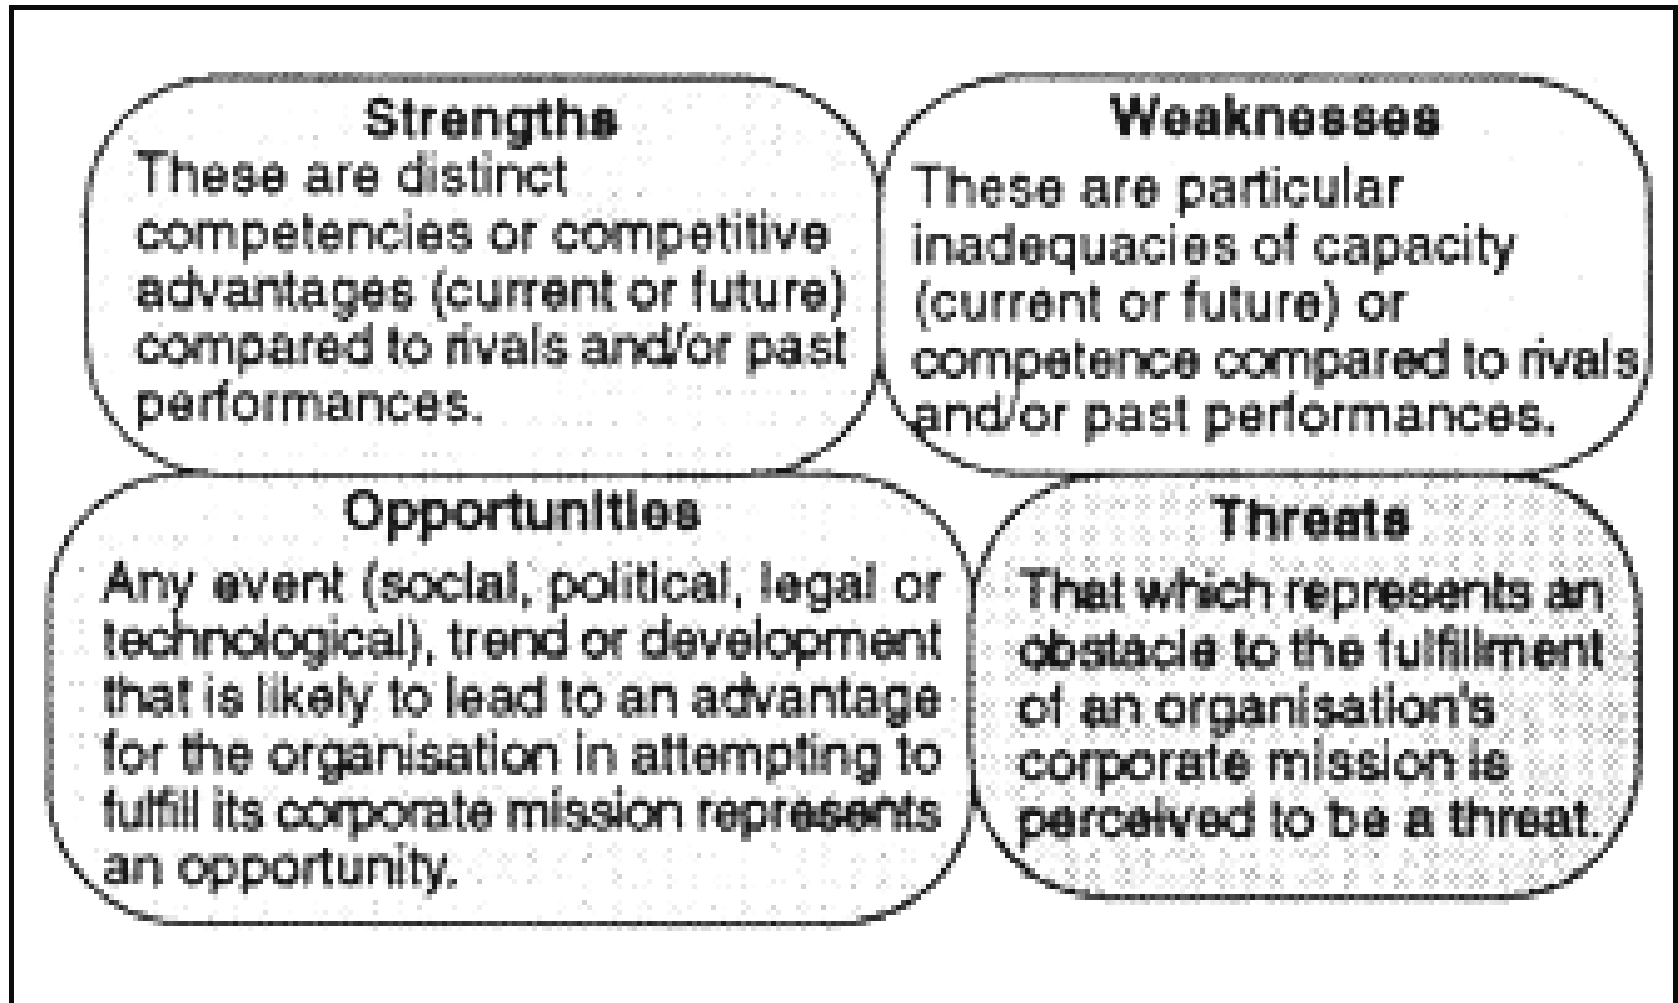 Strengths
These are distinct
competencies or competitive
advantages (current or future)
compared to rivals and/or past
performances.
Weaknesses
These are particular
inadequacies of capacity
(current or future) or
competence compared to rivals
and/or past performances.
Opportunities
Any event (social, political, legal or
technological), trend or development
that is likely to lead to an advantage
for the organisation in attempting to
fulfill its corporate mission represents
an opportunity.
Threats
That which represents an
obstacle to the fulfillment
of an organisation's
corporate mission is
perceived to be a threat.